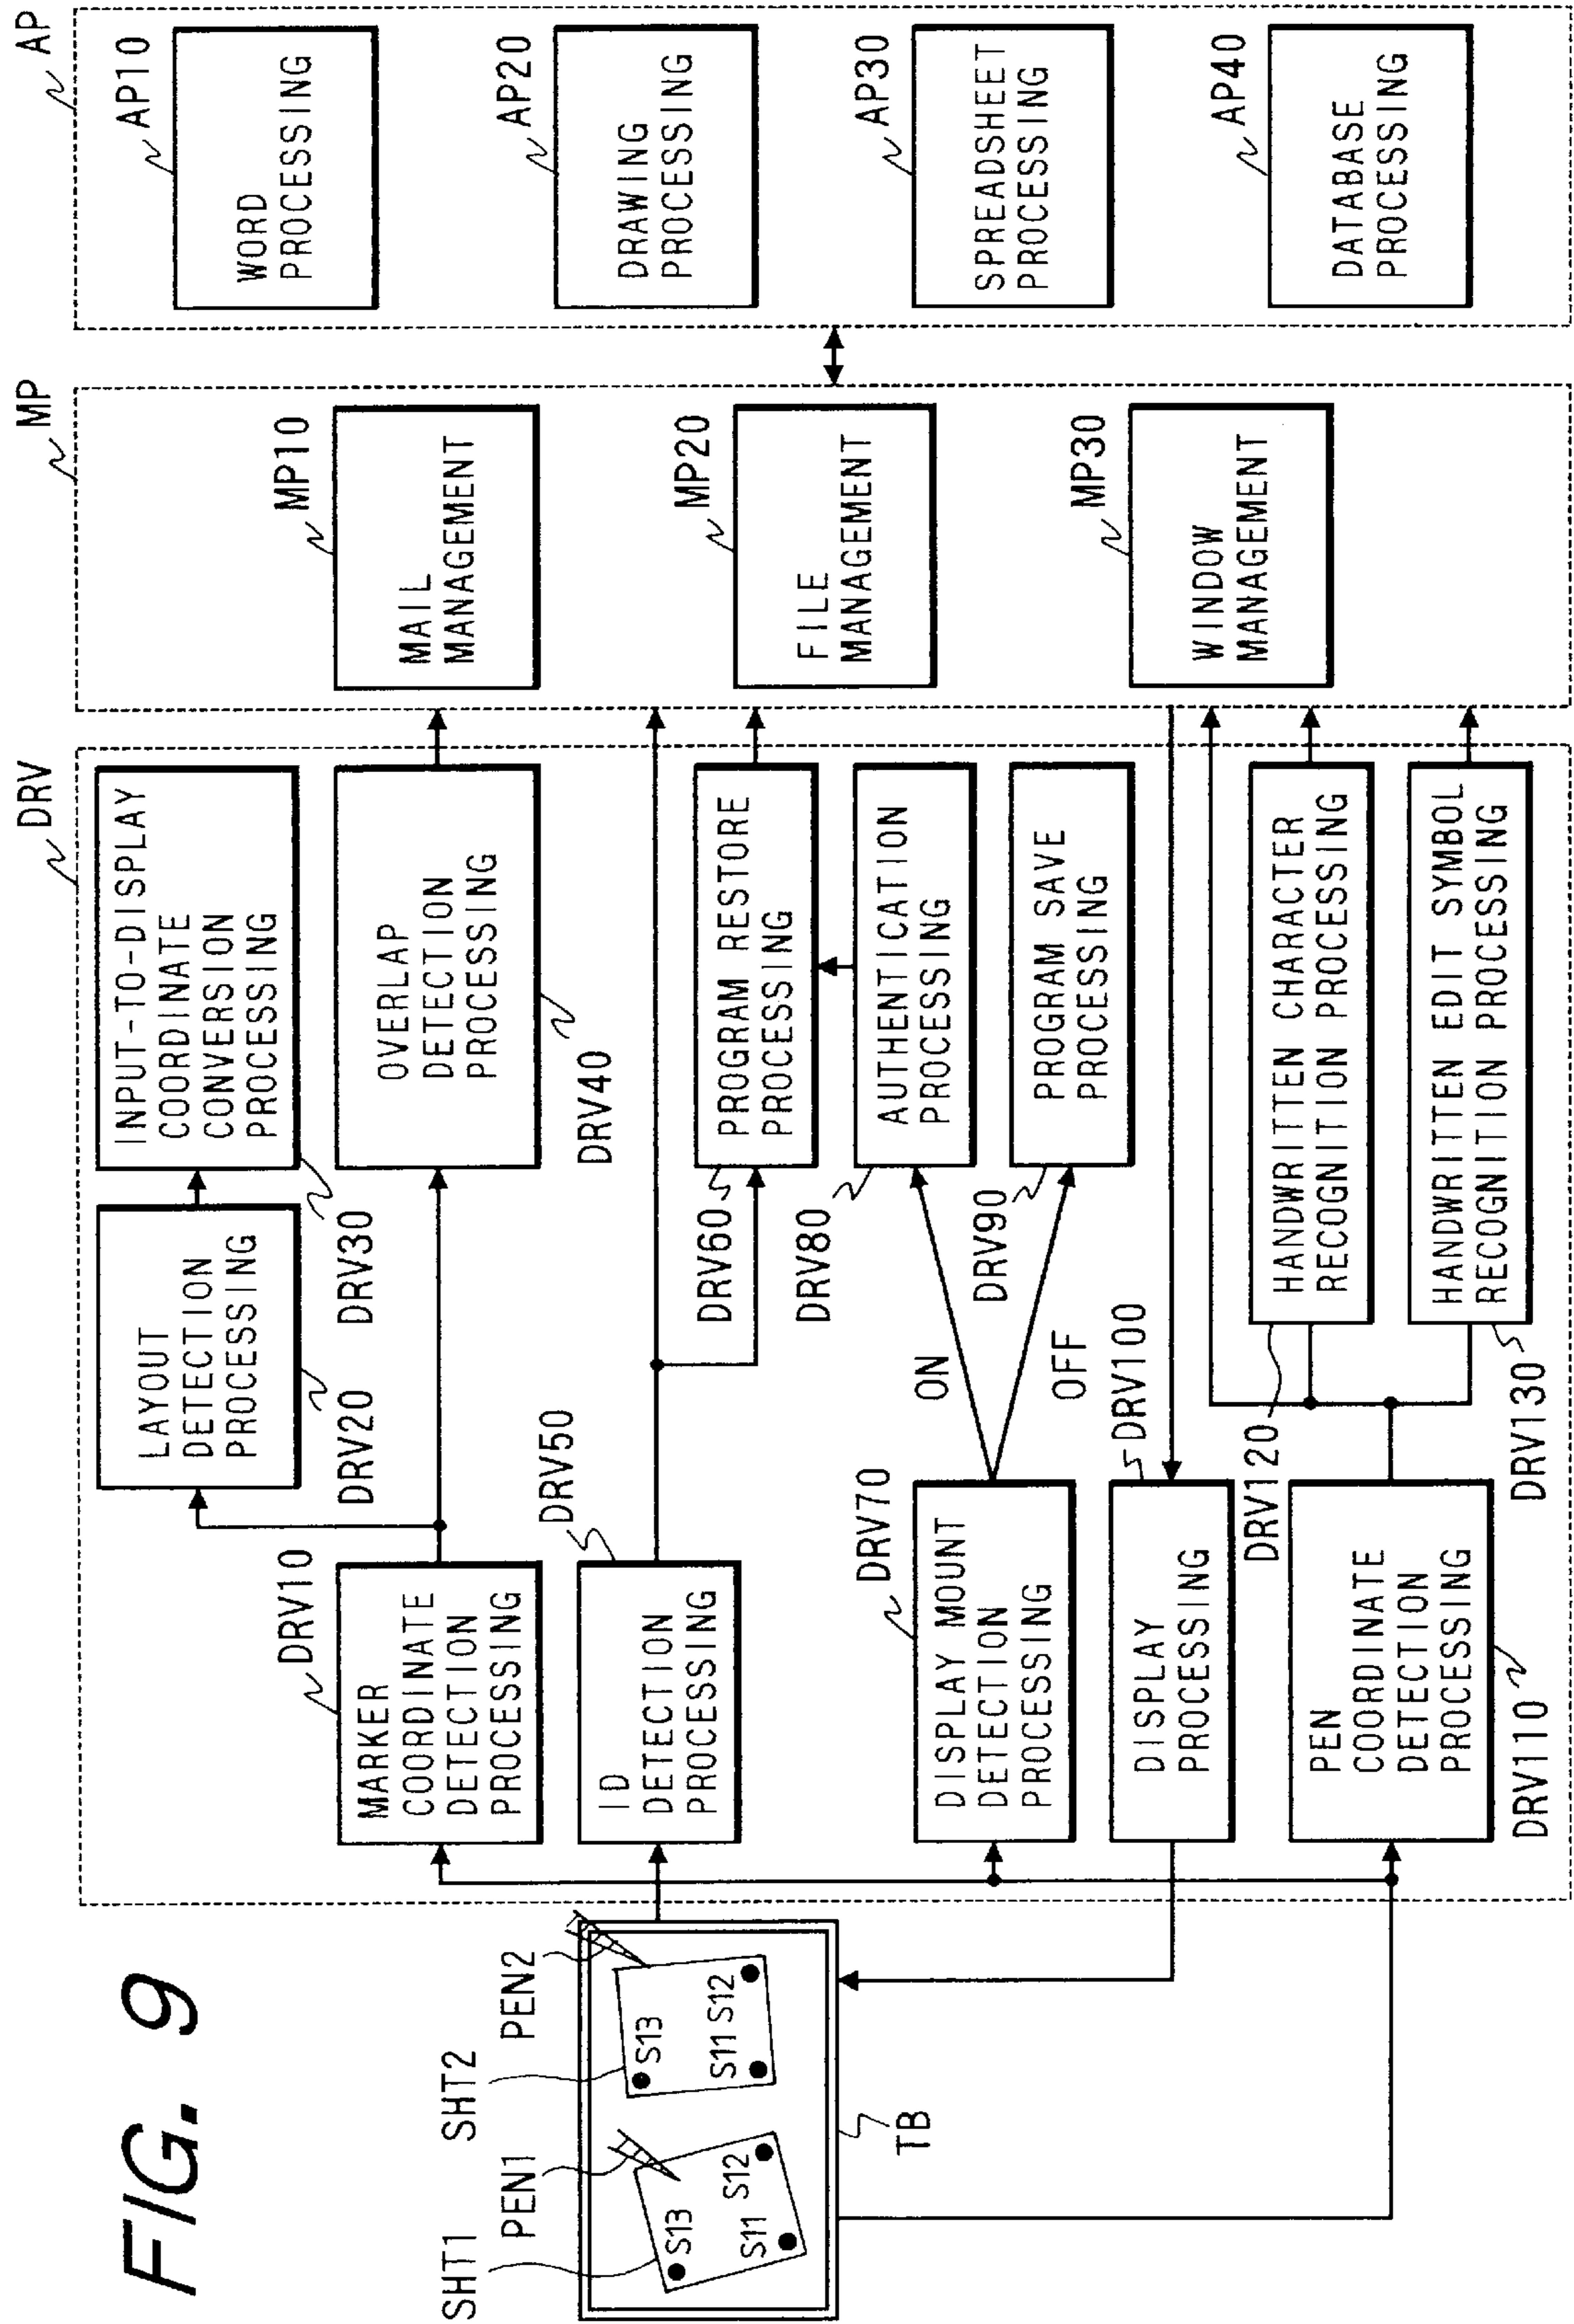 FIG. 9
DRV
MP
AP
INPUT-TO-DISPLAY
COORDINATE
CONVERSION
PROCESSING
DRV30
LAYOUT
DETECTION
PROCESSING
DRV20
OVERLAP
DETECTION
PROCESSING
DRV40
MARKER
COORDINATE
DETECTION
PROCESSING
DRV10
ID
DETECTION
PROCESSING
DRV50
PROGRAM RESTORE
PROCESSING
DRV60
AUTHENTICATION
PROCESSING
DRV80
PROGRAM SAVE
PROCESSING
DRV90
ON
OFF
DISPLAY MOUNT
DETECTION
PROCESSING
DRV70
DISPLAY
PROCESSING
DRV100
PEN
COORDINATE
DETECTION
PROCESSING
DRV110
HANDWRITTEN CHARACTER
RECOGNITION PROCESSING
DRV120
HANDWRITTEN EDIT SYMBOL
RECOGNITION PROCESSING
DRV130
MAIL
MANAGEMENT
MP10
FILE
MANAGEMENT
MP20
WINDOW
MANAGEMENT
MP30
WORD
PROCESSING
AP10
DRAWING
PROCESSING
AP20
SPREADSHEET
PROCESSING
AP30
DATABASE
PROCESSING
AP40
SHT1
PEN1
SHT2
PEN2
S13
S11
S12
S13
S11
S12
TB